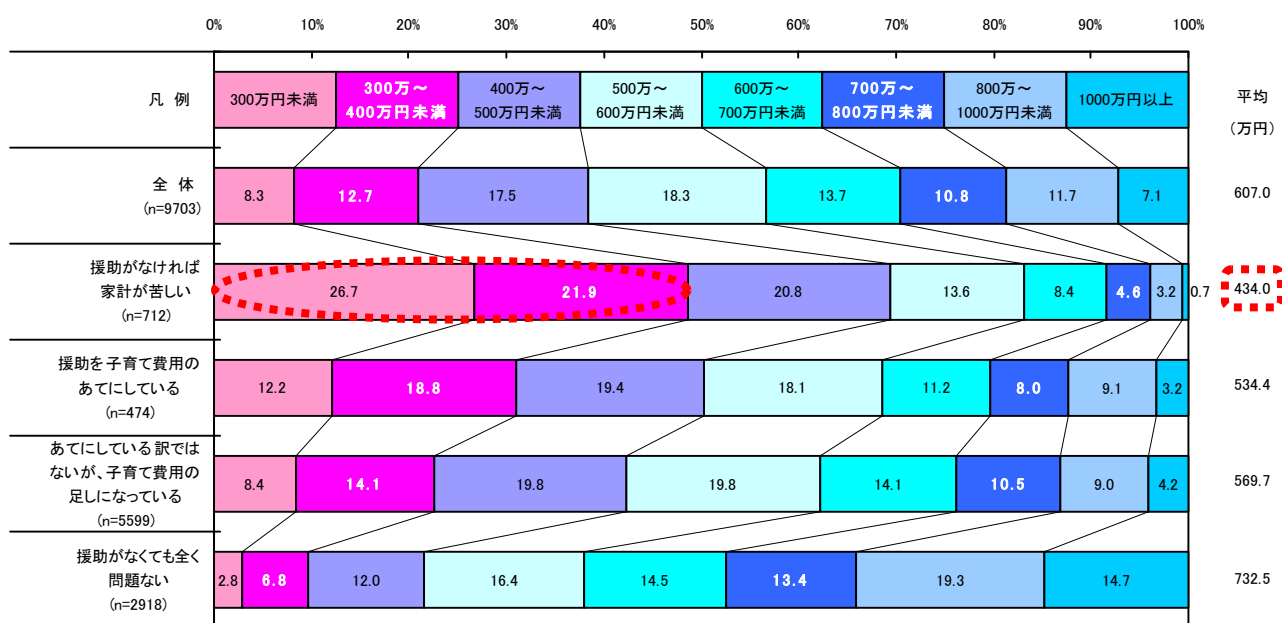 0% 10% 20% 30% 40% 50% 60% 70% 80% 90% 100%
凡 例
300万円未満
300万～
400万円未満
400万～
500万円未満
500万～
600万円未満
600万～
700万円未満
700万～
800万円未満
800万～
1000万円未満
1000万円以上
平均
(万円)
全 体
(n=9703)
8.3 12.7 17.5 18.3 13.7 10.8 11.7 7.1 607.0
援助がなければ
家計が苦しい
(n=712)
26.7 21.9 20.8 13.6 8.4 4.6 3.2 0.7 434.0
援助を子育て費用の
あてにしている
(n=474)
12.2 18.8 19.4 18.1 11.2 8.0 9.1 3.2 534.4
あてにしている訳では
ないが、子育て費用の
足しになっている
(n=5599)
8.4 14.1 19.8 19.8 14.1 10.5 9.0 4.2 569.7
援助がなくても全く
問題ない
(n=2918)
2.8 6.8 12.0 16.4 14.5 13.4 19.3 14.7 732.5